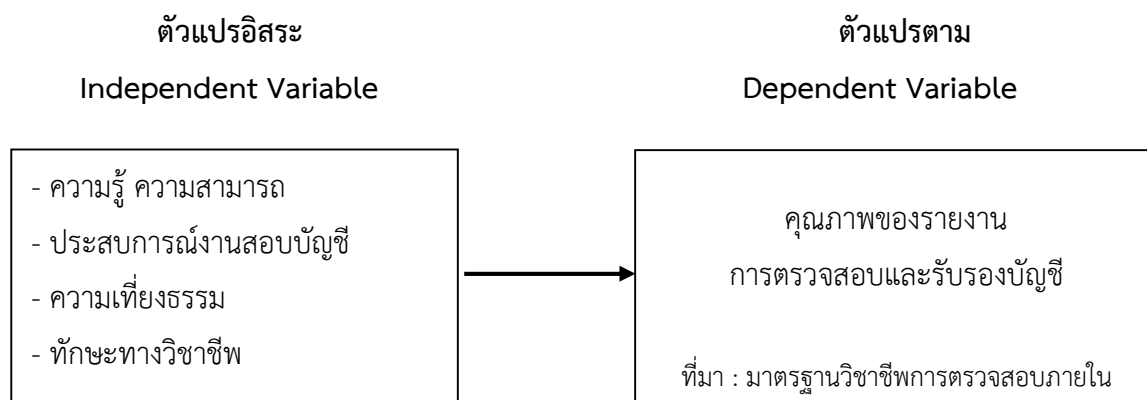 ตัวแปรอิสระ
Independent Variable
- ความรู้ ความสามารถ
- ประสบการณ์งานสอบบัญชี
- ความเที่ยงธรรม
- ทักษะทางวิชาชีพ
ตัวแปรตาม
Dependent Variable
คุณภาพของรายงาน
การตรวจสอบและรับรองบัญชี
ที่มา : มาตรฐานวิชาชีพการตรวจสอบภายใน